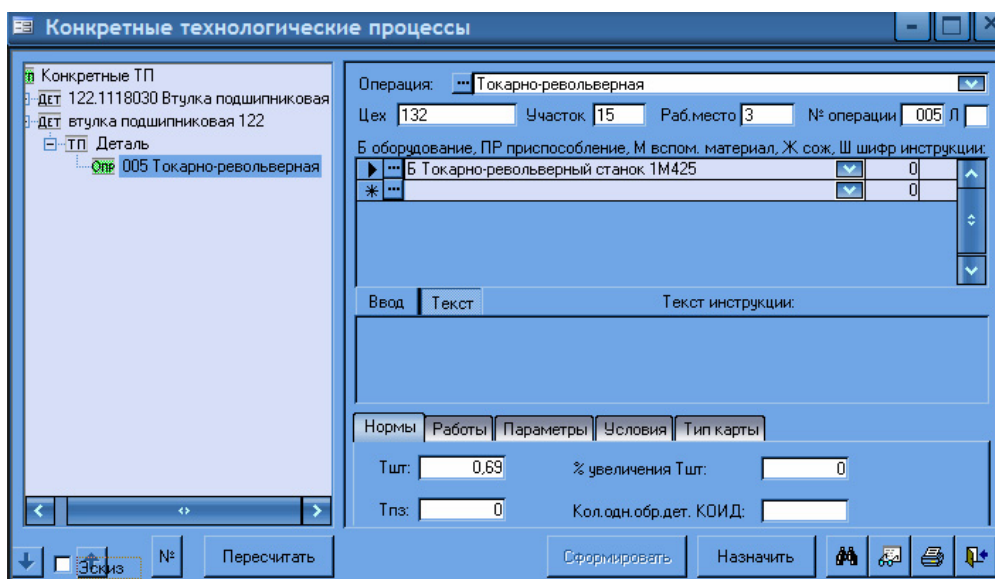 Конкретные технологические процессы
Конкретные ТП
Дет 122.1118030 Втулка подшипниковая
Дет втулка подшипниковая 122
ТП Деталь
Опр 005 Токарно-револьверная
Операция: ... Токарно-револьверная
Цех 132 Участок 15 Раб.место 3 № операции 005 Л
Б оборудование, ПР приспособление, М вспом. материал, Ж сож, Ш шифр инструкции:
... Б Токарно-револьверный станок 1М425 0
... 0
Ввод Текст Текст инструкции:
Нормы Работы Параметры Условия Тип карты
Тшт: 0,69 % увеличения Тшт: 0
Тпз: 0 Кол.одн.обр.дет. КОИД:
Эскиз № Пересчитать Сформировать Назначить